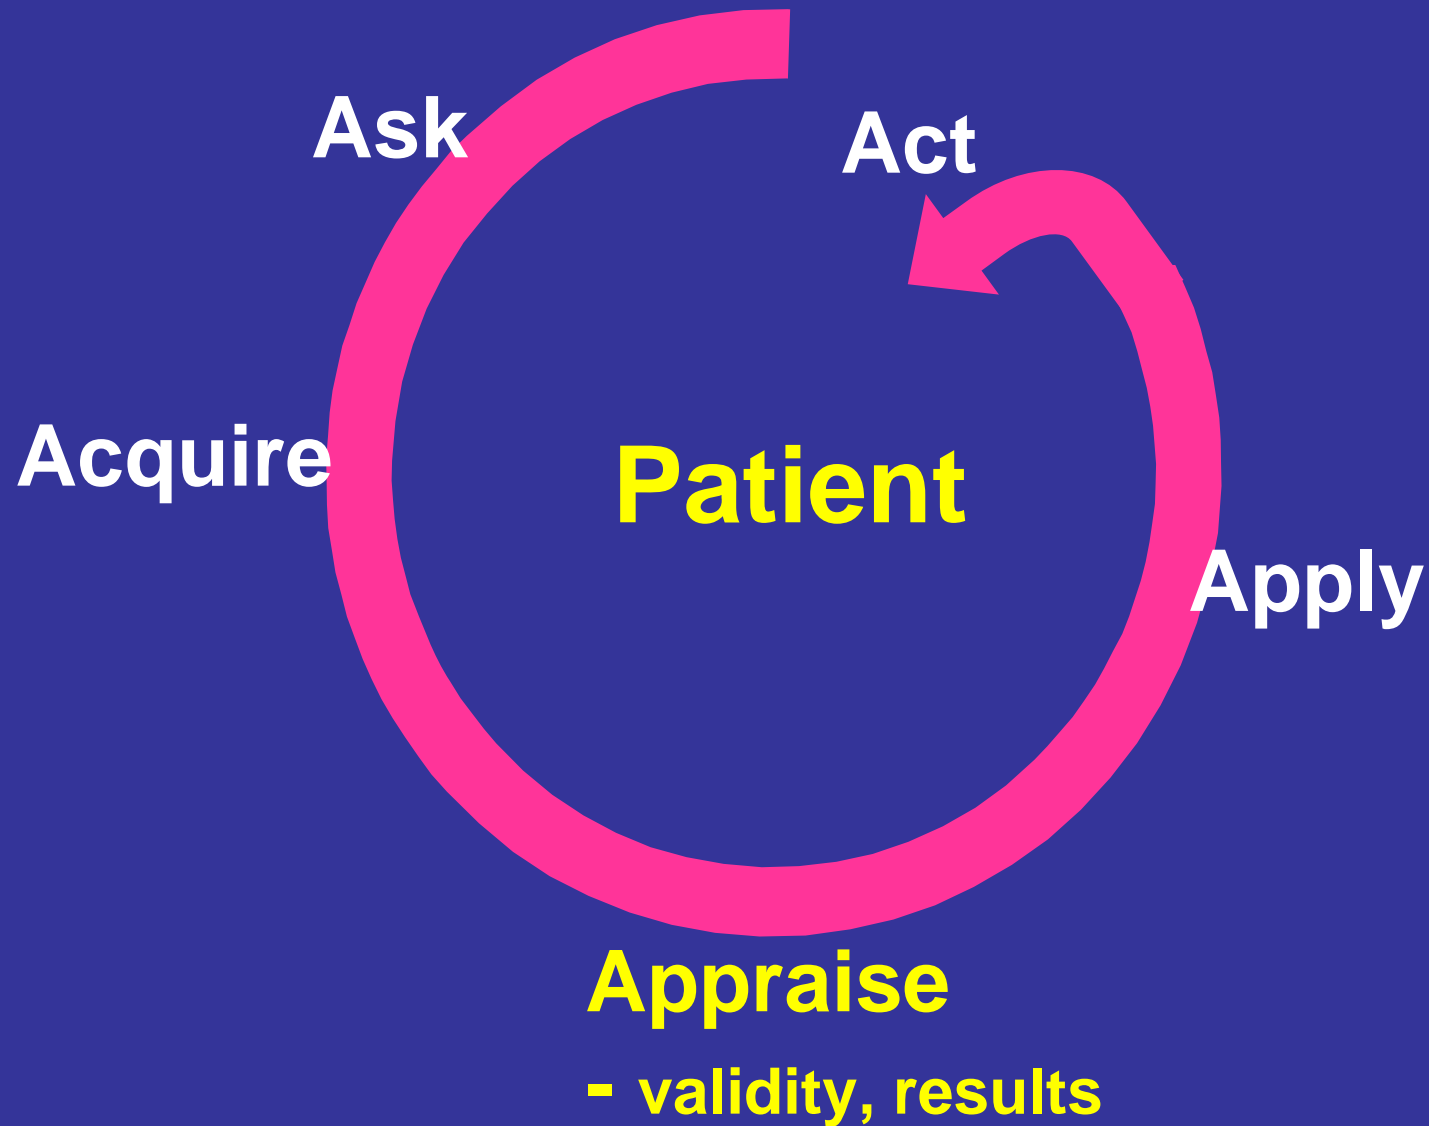 Ask
Act
Acquire
Patient
Apply
Appraise
- validity, results